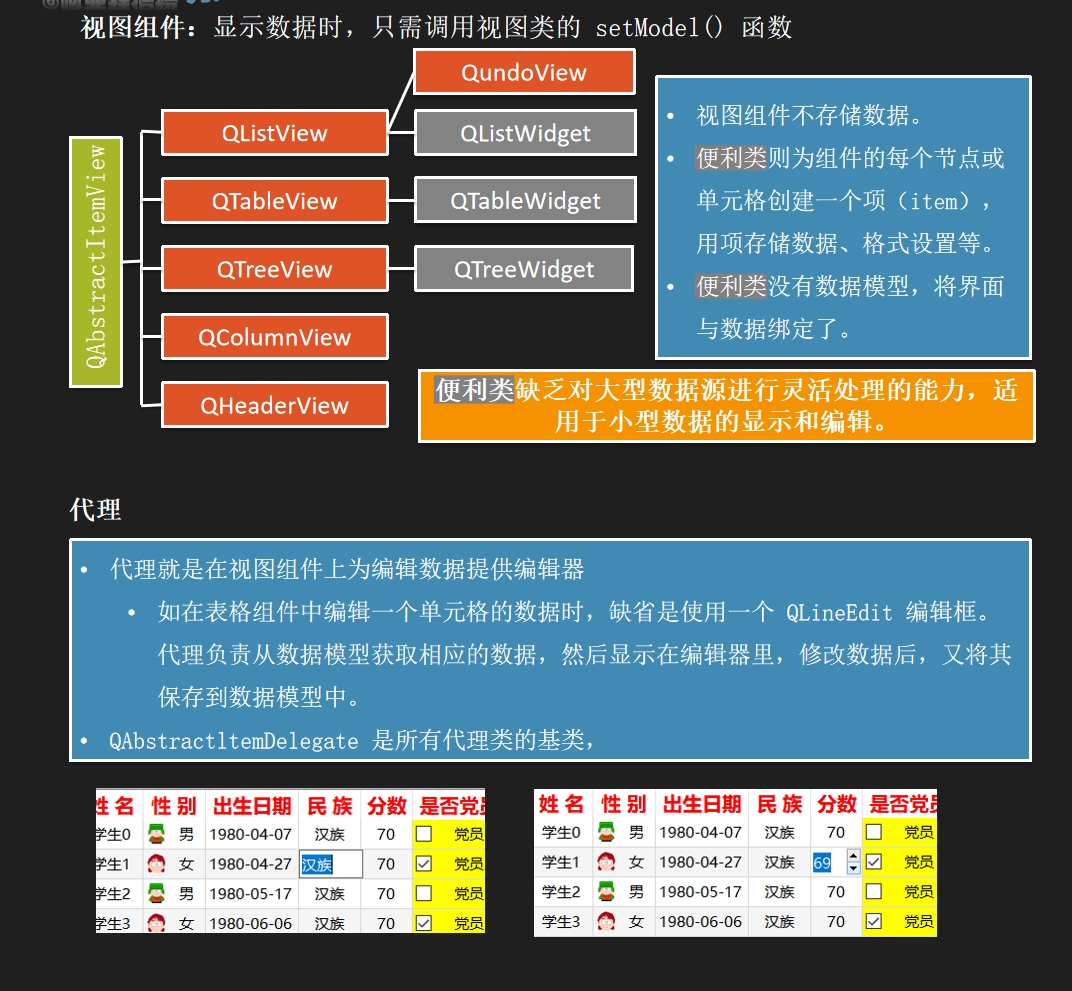 视图组件：显示数据时，只需调用视图类的 setModel() 函数
QundoView
QListView
QListWidget
QTableView
QTableWidget
QTreeView
QTreeWidget
QColumnView
QHeaderView
QAbstractItemView
• 视图组件不存储数据。
• 便利类则为组件的每个节点或
单元格创建一个项（item），
用项存储数据、格式设置等。
• 便利类没有数据模型，将界面
与数据绑定了。
便利类缺乏对大型数据源进行灵活处理的能力，适
用于小型数据的显示和编辑。
代理
• 代理就是在视图组件上为编辑数据提供编辑器
• 如在表格组件中编辑一个单元格的数据时，缺省是使用一个 QLineEdit 编辑框。
代理负责从数据模型获取相应的数据，然后显示在编辑器里，修改数据后，又将其
保存到数据模型中。
• QAbstractltemDelegate 是所有代理类的基类，
姓 名 性 别 出生日期 民 族 分数 是否党员
学生0 男 1980-04-07 汉族 70 党员
学生1 女 1980-04-27 汉族 70 党员
学生2 男 1980-05-17 汉族 70 党员
学生3 女 1980-06-06 汉族 70 党员
姓 名 性 别 出生日期 民 族 分数 是否党员
学生0 男 1980-04-07 汉族 70 党员
学生1 女 1980-04-27 汉族 69 党员
学生2 男 1980-05-17 汉族 70 党员
学生3 女 1980-06-06 汉族 70 党员